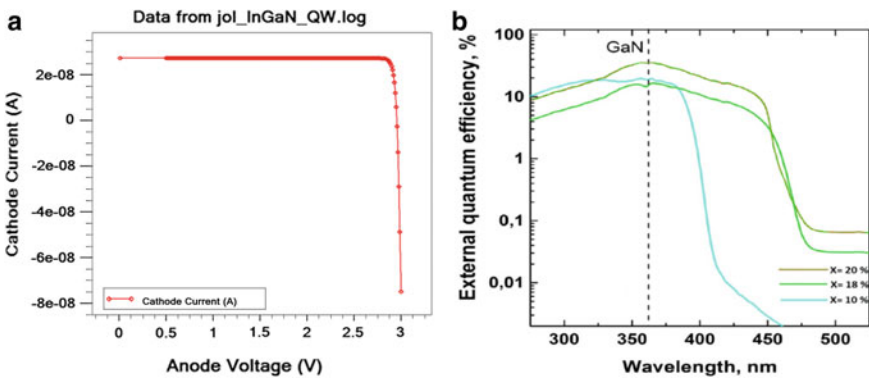 a
Data from jol_InGaN_QW.log
Cathode Current (A)
2e-08
0
-2e-08
-4e-08
-6e-08
-8e-08
Cathode Current (A)
0
0.5
1
1.5
2
2.5
3
Anode Voltage (V)
b
External quantum efficiency, %
100
10
1
0,1
0,01
GaN
X= 20 %
X= 18 %
X= 10 %
300
350
400
450
500
Wavelength, nm